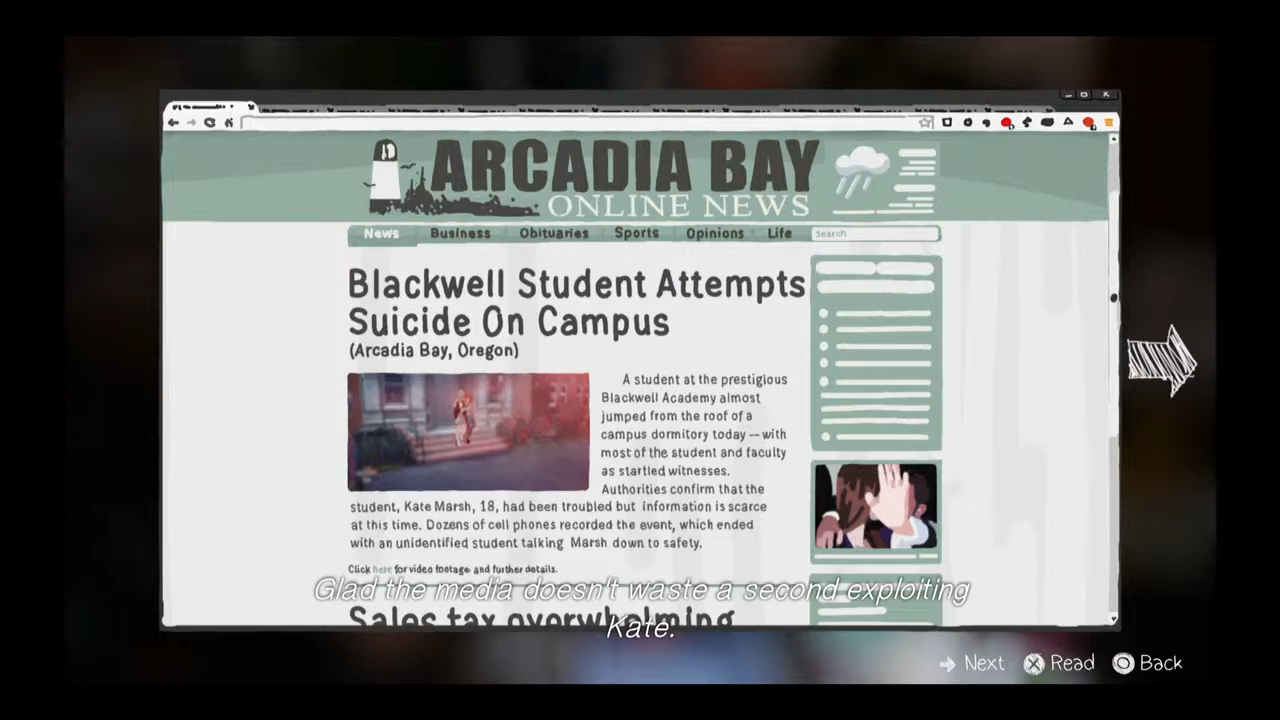 ARCADIA BAY
ONLINE NEWS
News Business Obituaries Sports Opinions Life Search
Blackwell Student Attempts
Suicide On Campus
(Arcadia Bay, Oregon)
A student at the prestigious
Blackwell Academy almost
jumped from the roof of a
campus dormitory today -- with
most of the student and faculty
as startled witnesses.
Authorities confirm that the
student, Kate Marsh, 18, had been troubled but information is scarce
at this time. Dozens of cell phones recorded the event, which ended
with an unidentified student talking Marsh down to safety.
Click here for video footage and further details.
Glad the media doesn't waste a second exploiting
Kate.
Sales tax overwhelming
Next Read Back